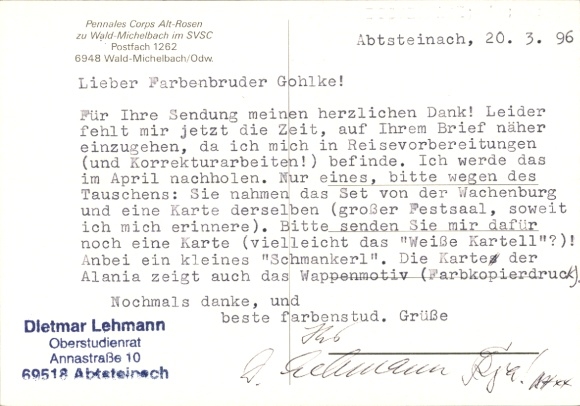 Pennales Corps Alt-Rosen
zu Wald-Michelbach im SVSC
Postfach 1262
6948 Wald-Michelbach/Odw.
Abtsteinach, 20. 3. 96
Lieber Farbenbruder Gohlke!
Für Ihre Sendung meinen herzlichen Dank! Leider
fehlt mir jetzt die Zeit, auf Ihrem Brief näher
einzugehen, da ich mich in Reisevorbereitungen
(und Korrekturarbeiten!) befinde. Ich werde das
im April nachholen. Nur eines, bitte wegen des
Tauschens: Sie nahmen das Set von der Wachenburg
und eine Karte derselben (großer Festsaal, soweit
ich mich erinnere). Bitte senden Sie mir dafür
noch eine Karte (vielleicht das "Weiße Kartell"?)!
Anbei ein kleines "Schmankerl". Die Karte der
Alania zeigt auch das Wappenmotiv (Farbkopierdruck).
Nochmals danke, und
beste farbenstud. Grüße
Ihr
D. Lehmann
Dietmar Lehmann
Oberstudienrat
Annastraße 10
69518 Abtsteinach